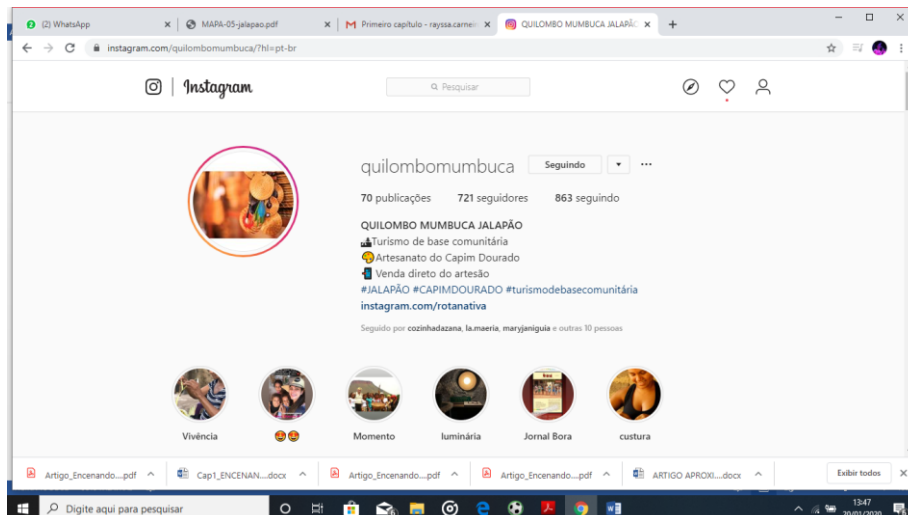 (2) WhatsApp
MAPA-05-jalapao.pdf
Primeiro capítulo - rayssa.carnei
QUILOMBO MUMBUCA JALAPÃO
instagram.com/quilombomumbuca/?hl=pt-br
Instagram
Pesquisar
quilombomumbuca Seguindo
70 publicações 721 seguidores 863 seguindo
QUILOMBO MUMBUCA JALAPÃO
Turismo de base comunitária
Artesanato do Capim Dourado
Venda direto do artesão
#JALAPÃO #CAPIMDOURADO #turismodebasecomunitária
instagram.com/rotanativa
Seguido por cozinhadazana, la.maeria, maryjaniguia e outras 10 pessoas
Vivência Momento luminária Jornal Bora custura
Artigo_Encenando....pdf Cap1_ENCENAN....docx Artigo_Encenando....pdf Artigo_Encenando....pdf ARTIGO APROXI....docx Exibir todos
Digite aqui para pesquisar
13:47
20/01/2020